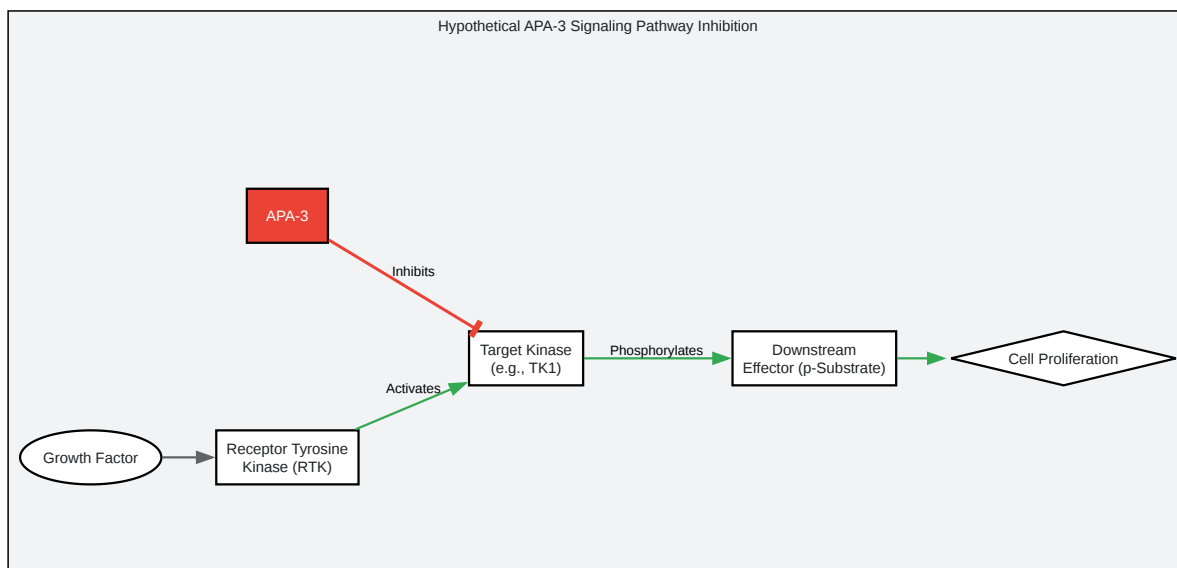 Hypothetical APA-3 Signaling Pathway Inhibition
APA-3
Inhibits
Target Kinase
(e.g., TK1)
Phosphorylates
Downstream
Effector (p-Substrate)
Cell Proliferation
Activates
Growth Factor
Receptor Tyrosine
Kinase (RTK)